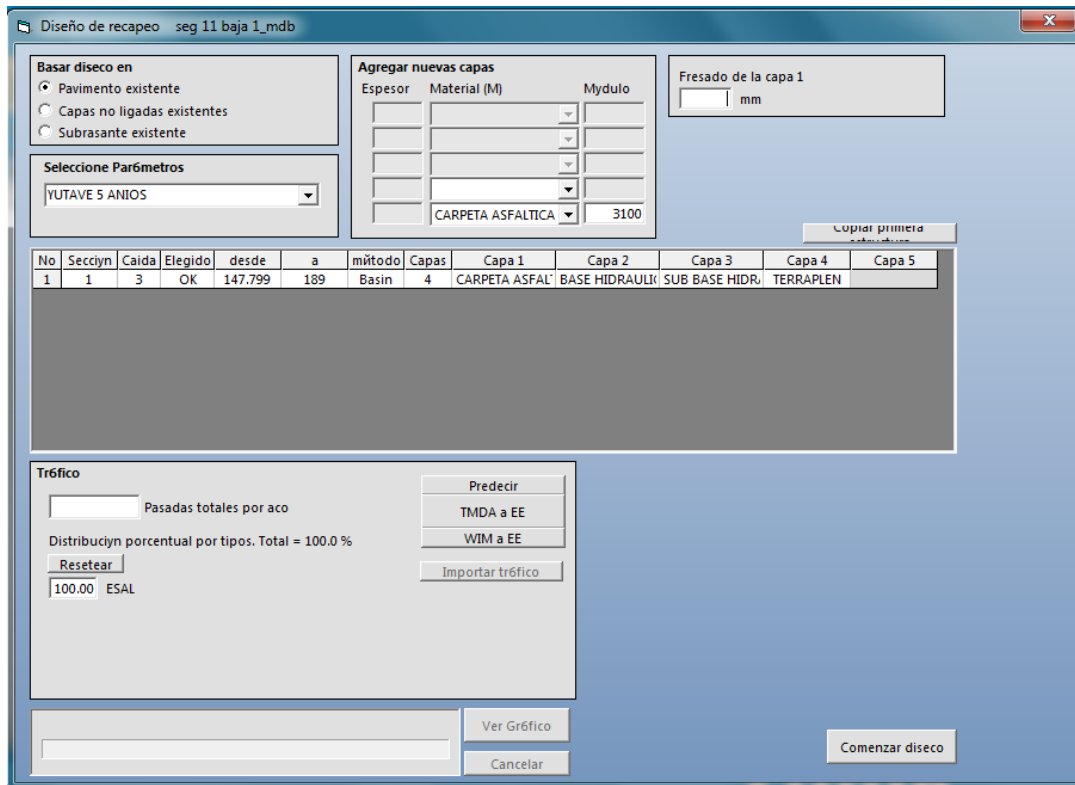 Diseño de recapeo seg 11 baja 1_mdb
Basar diseco en
Pavimento existente
Capas no ligadas existentes
Subrasante existente
Seleccione Par6metros
YUTAVE 5 ANIOS
Agregar nuevas capas
Espesor Material (M) Mydulo
CARPETA ASFALTICA 3100
Fresado de la capa 1
mm
Copiar primera
estructura
No Secciyn Caida Elegido desde a mйtodo Capas Capa 1 Capa 2 Capa 3 Capa 4 Capa 5
1 1 3 OK 147.799 189 Basin 4 CARPETA ASFAL BASE HIDRAULI SUB BASE HIDR TERRAPLEN
Tr6fico
Pasadas totales por aco
Distribuciyn porcentual por tipos. Total = 100.0 %
Resetear
100.00 ESAL
Predecir
TMDA a EE
WIM a EE
Importar tr6fico
Ver Gr6fico
Cancelar
Comenzar diseco